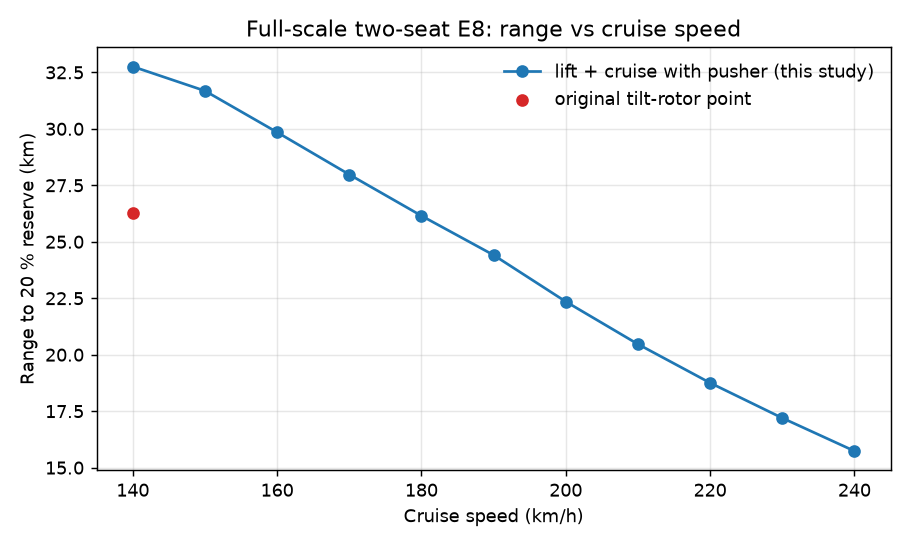 Full-scale two-seat E8: range vs cruise speed
lift + cruise with pusher (this study)
original tilt-rotor point
Range to 20 % reserve (km)
32.5
30.0
27.5
25.0
22.5
20.0
17.5
15.0
140
160
180
200
220
240
Cruise speed (km/h)